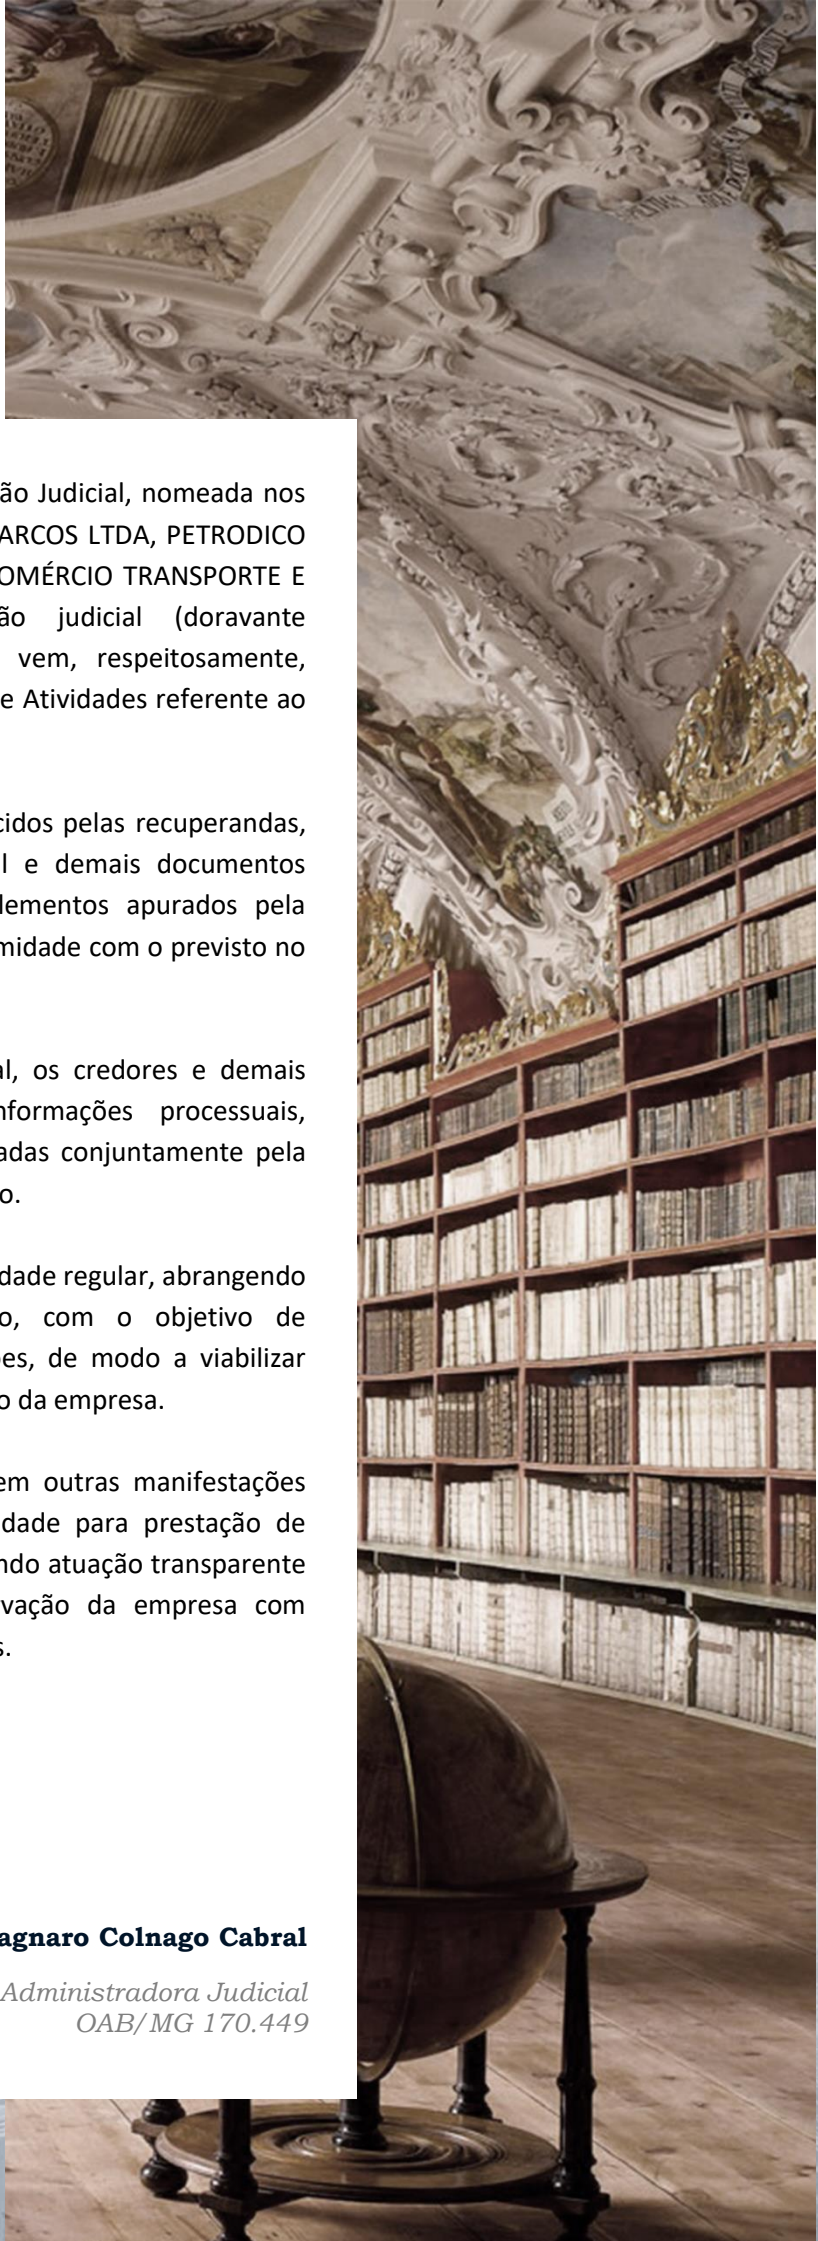 ão Judicial, nomeada nos
ARCOS LTDA, PETRODICO
OMÉRCIO TRANSPORTE E
ão judicial (doravante
vem, respeitosamente,
e Atividades referente ao
cidos pelas recuperandas,
l e demais documentos
lementos apurados pela
midade com o previsto no
al, os credores e demais
nformações processuais,
adas conjuntamente pela
o.
dade regular, abrangendo
o, com o objetivo de
es, de modo a viabilizar
o da empresa.
em outras manifestações
dade para prestação de
ndo atuação transparente
vação da empresa com
s.
agnaro Colnago Cabral
Administradora Judicial
OAB/MG 170.449